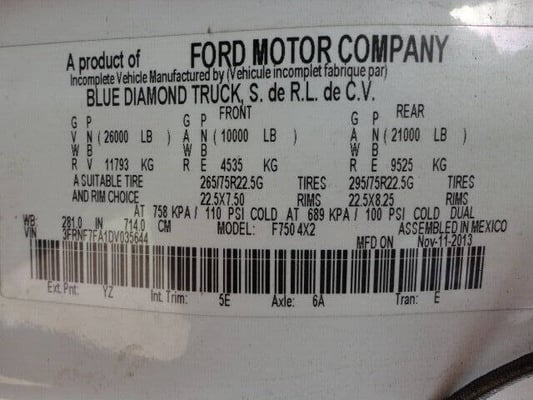 A product of FORD MOTOR COMPANY
Incomplete Vehicle Manufactured by (Vehicule incomplet fabrique par)
BLUE DIAMOND TRUCK, S. de R.L. de C.V.
FRONT REAR
G P G P G P
V N ( 26000 LB ) A N ( 10000 LB ) A N ( 21000 LB )
W B W B W B
R V 11793 KG R E 4535 KG R E 9525 KG
A SUITABLE TIRE 265/75R22.5G TIRES 295/75R22.5G TIRES
AND RIM CHOICE 22.5X7.50 RIMS 22.5X8.25 RIMS
AT 758 KPA/ 110 PSI COLD AT 689 KPA/ 100 PSI COLD DUAL
WB: 281.0 IN 714.0 CM MODEL: F750 4X2 ASSEMBLED IN MEXICO
VIN 3FRNF7FA1DV035644 MFD ON Nov-11-2013
Ext. Pnt: YZ Int. Trim: 5E Axle: 6A Tran: E